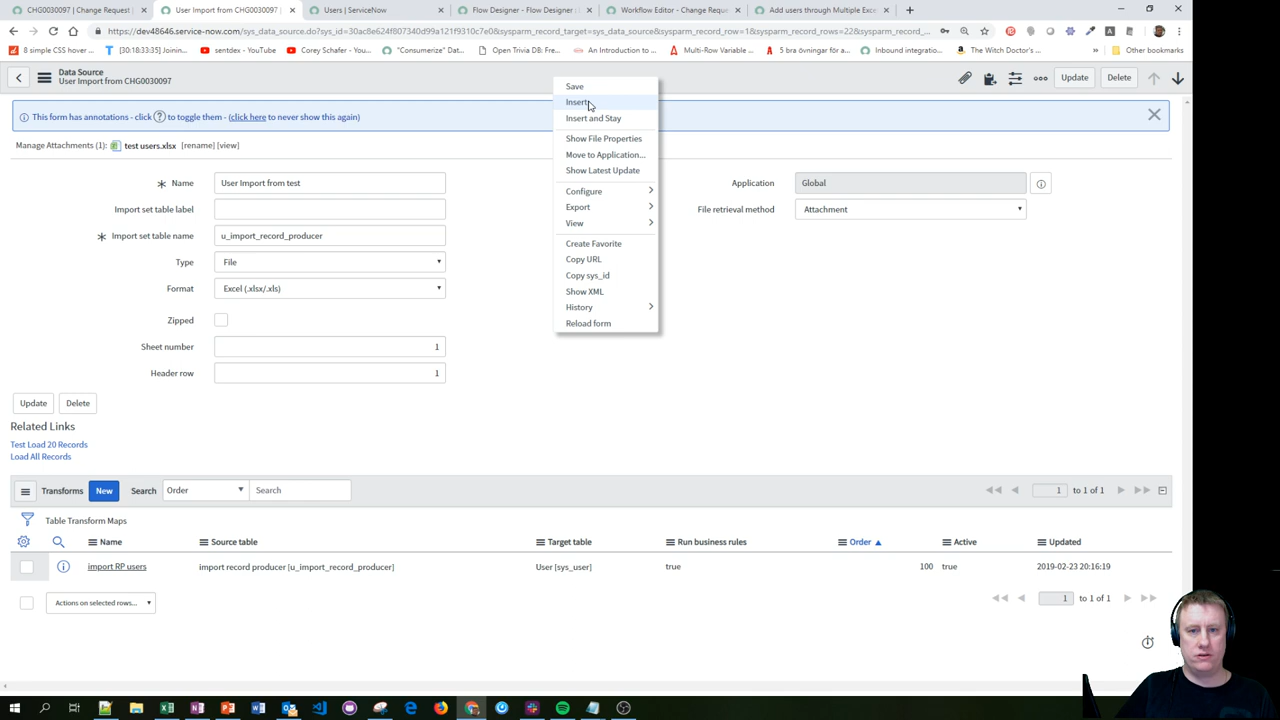 CHG0030097 | Change Request |
User Import from CHG0030097 |
Users | ServiceNow
Flow Designer - Flow Designer :
Workflow Editor - Change Reque
Add users through Multiple Exce
https://dev48646.service-now.com/sys_data_source.do?sys_id=30e826c24f807340d99a121f9310c7e0&sysparm_record_target=sys_data_source&sysparm_record_row=1&sysparm_record_rows=22&sysparm_record_...
8 simple CSS hover ...
[30:18:33:35] Joinin...
sentdex - YouTube
Corey Schafer - YouT...
"Consumerize" Dat...
Open Trivia DB: Fre...
An Introduction to ...
Multi-Row Variable ...
5 bra övningar för a...
Inbound integratio...
The Witch Doctor's ...
Other bookmarks
Data Source
User Import from CHG0030097
Update
Delete
This form has annotations - click ? to toggle them - (click here to never show this again)
Manage Attachments (1): test users.xlsx [rename] [view]
Save
Insert
Insert and Stay
Show File Properties
Move to Application...
Show Latest Update
Configure
Export
View
Create Favorite
Copy URL
Copy sys_id
Show XML
History
Reload form
Name User Import from test
Import set table label
Import set table name u_import_record_producer
Type File
Format Excel (.xlsx/.xls)
Zipped
Sheet number 1
Header row 1
Application Global
File retrieval method Attachment
Update Delete
Related Links
Test Load 20 Records
Load All Records
Transforms New Search Order Search 1 to 1 of 1
Table Transform Maps
Name Source table Target table Run business rules Order Active Updated
import RP users import record producer [u_import_record_producer] User [sys_user] true 100 true 2019-02-23 20:16:19
Actions on selected rows... 1 to 1 of 1